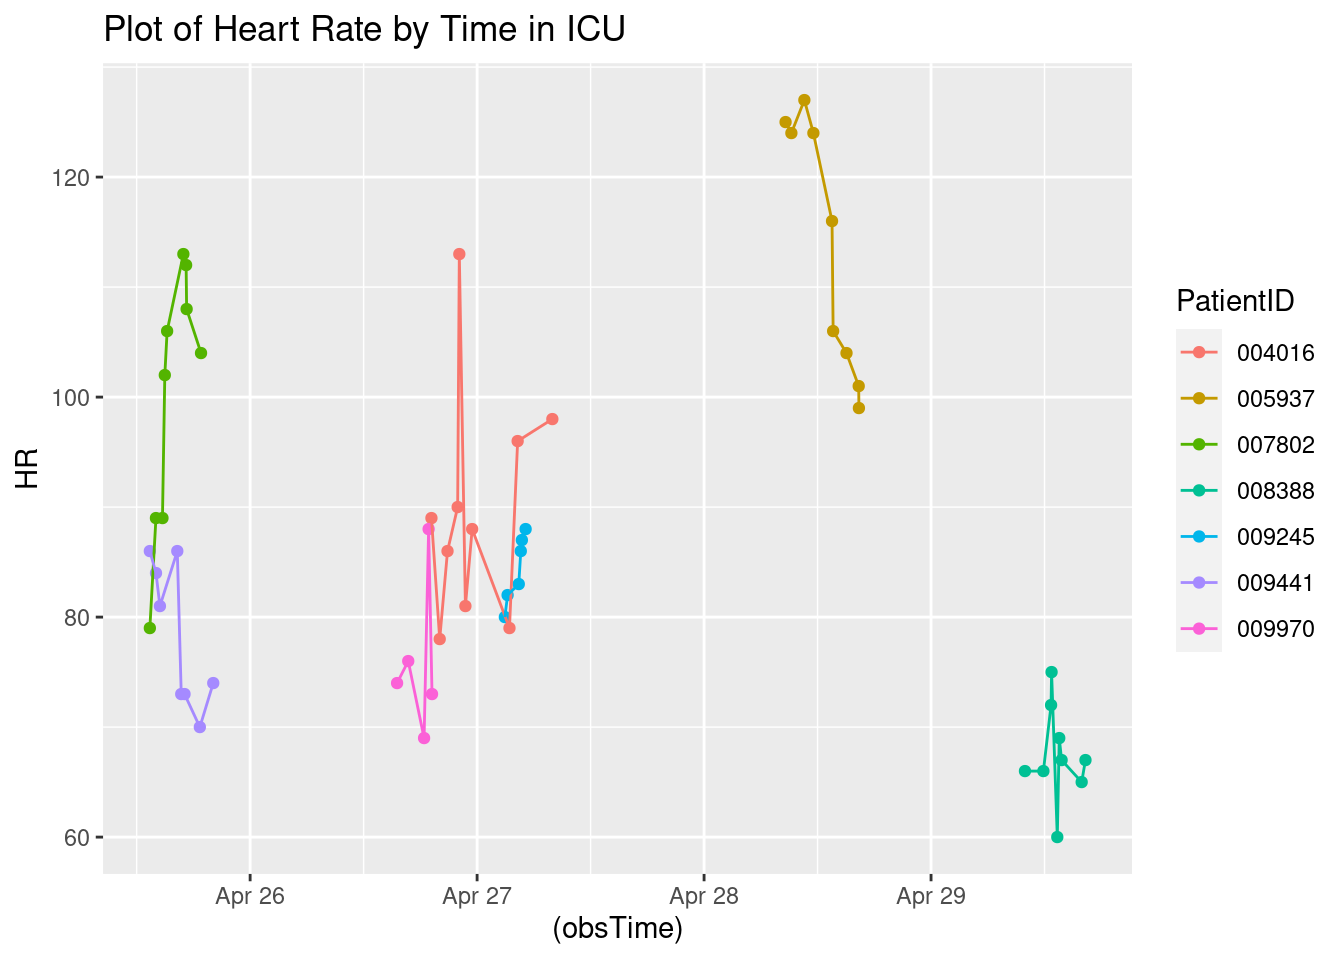 Plot of Heart Rate by Time in ICU
120
100
80
60
HR
Apr 26
Apr 27
Apr 28
Apr 29
(obsTime)
PatientID
004016
005937
007802
008388
009245
009441
009970